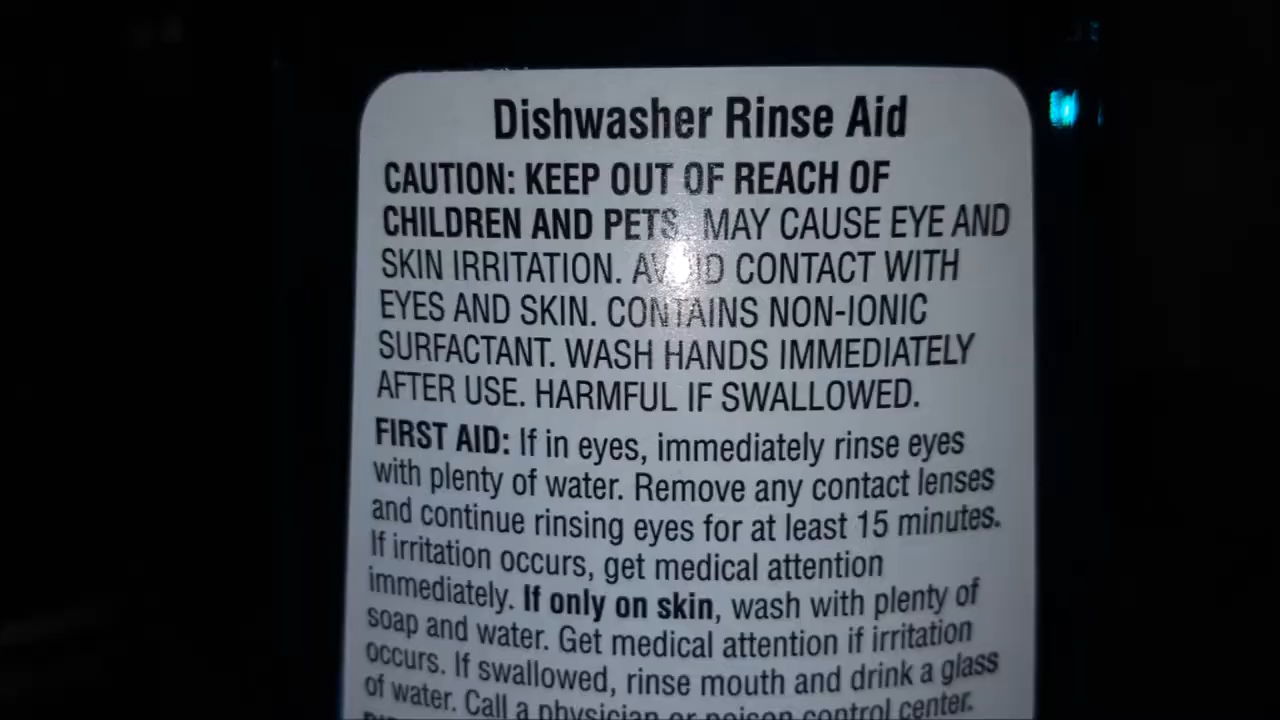 Dishwasher Rinse Aid
CAUTION: KEEP OUT OF REACH OF
CHILDREN AND PETS. MAY CAUSE EYE AND
SKIN IRRITATION. AVOID CONTACT WITH
EYES AND SKIN. CONTAINS NON-IONIC
SURFACTANT. WASH HANDS IMMEDIATELY
AFTER USE. HARMFUL IF SWALLOWED.
FIRST AID: If in eyes, immediately rinse eyes
with plenty of water. Remove any contact lenses
and continue rinsing eyes for at least 15 minutes.
If irritation occurs, get medical attention
immediately. If only on skin, wash with plenty of
soap and water. Get medical attention if irritation
occurs. If swallowed, rinse mouth and drink a glass
of water. Call a physician or poison control center.